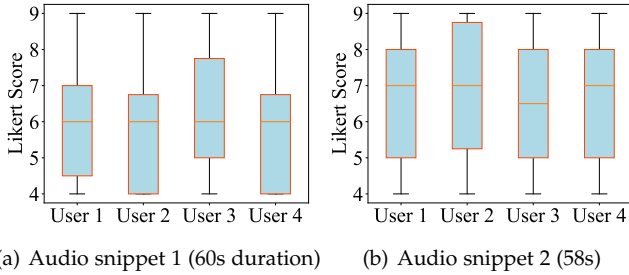 9
8
7
6
5
4
Likert Score
User 1 User 2 User 3 User 4
(a) Audio snippet 1 (60s duration)
9
8
7
6
5
4
Likert Score
User 1 User 2 User 3 User 4
(b) Audio snippet 2 (58s)